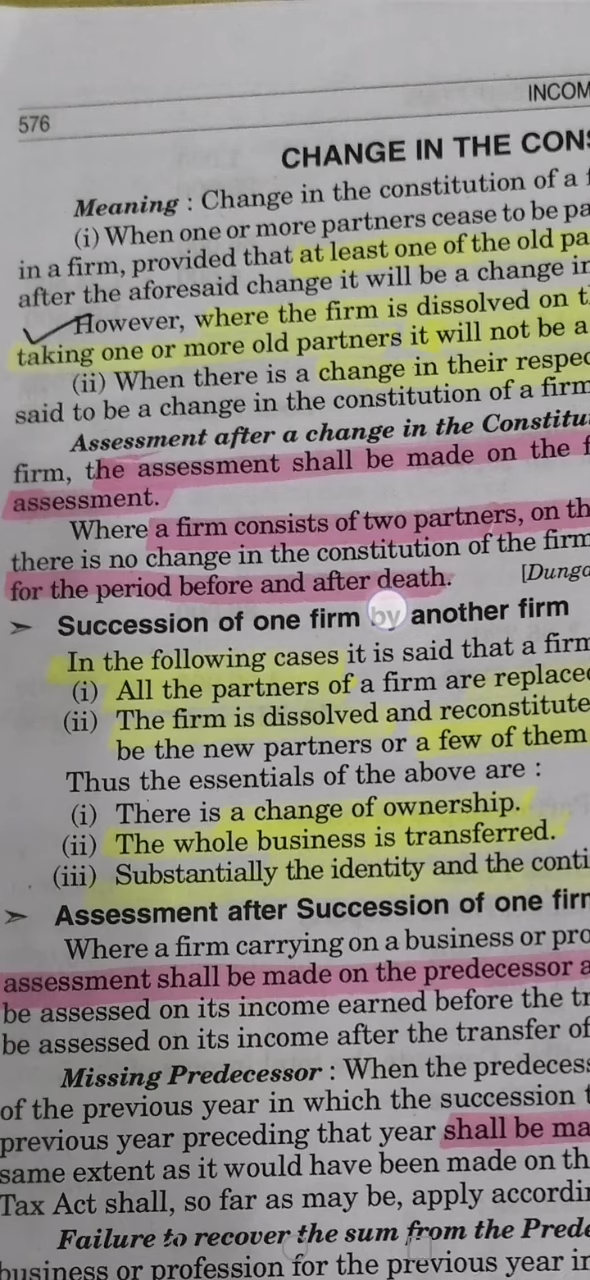 576
INCOM
CHANGE IN THE CONS
Meaning : Change in the constitution of a f
(i) When one or more partners cease to be pa
in a firm, provided that at least one of the old pa
after the aforesaid change it will be a change in
However, where the firm is dissolved on t
taking one or more old partners it will not be a
(ii) When there is a change in their respec
said to be a change in the constitution of a firm
Assessment after a change in the Constitu
firm, the assessment shall be made on the f
assessment.
Where a firm consists of two partners, on th
there is no change in the constitution of the firm
for the period before and after death. [Dunga
➢ Succession of one firm by another firm
In the following cases it is said that a firm
(i) All the partners of a firm are replace
(ii) The firm is dissolved and reconstitute
be the new partners or a few of them
Thus the essentials of the above are :
(i) There is a change of ownership.
(ii) The whole business is transferred.
(iii) Substantially the identity and the conti
➢ Assessment after Succession of one firm
Where a firm carrying on a business or pro
assessment shall be made on the predecessor a
be assessed on its income earned before the tr
be assessed on its income after the transfer of
Missing Predecessor : When the predecess
of the previous year in which the succession t
previous year preceding that year shall be ma
same extent as it would have been made on th
Tax Act shall, so far as may be, apply accordin
Failure to recover the sum from the Prede
business or profession for the previous year in